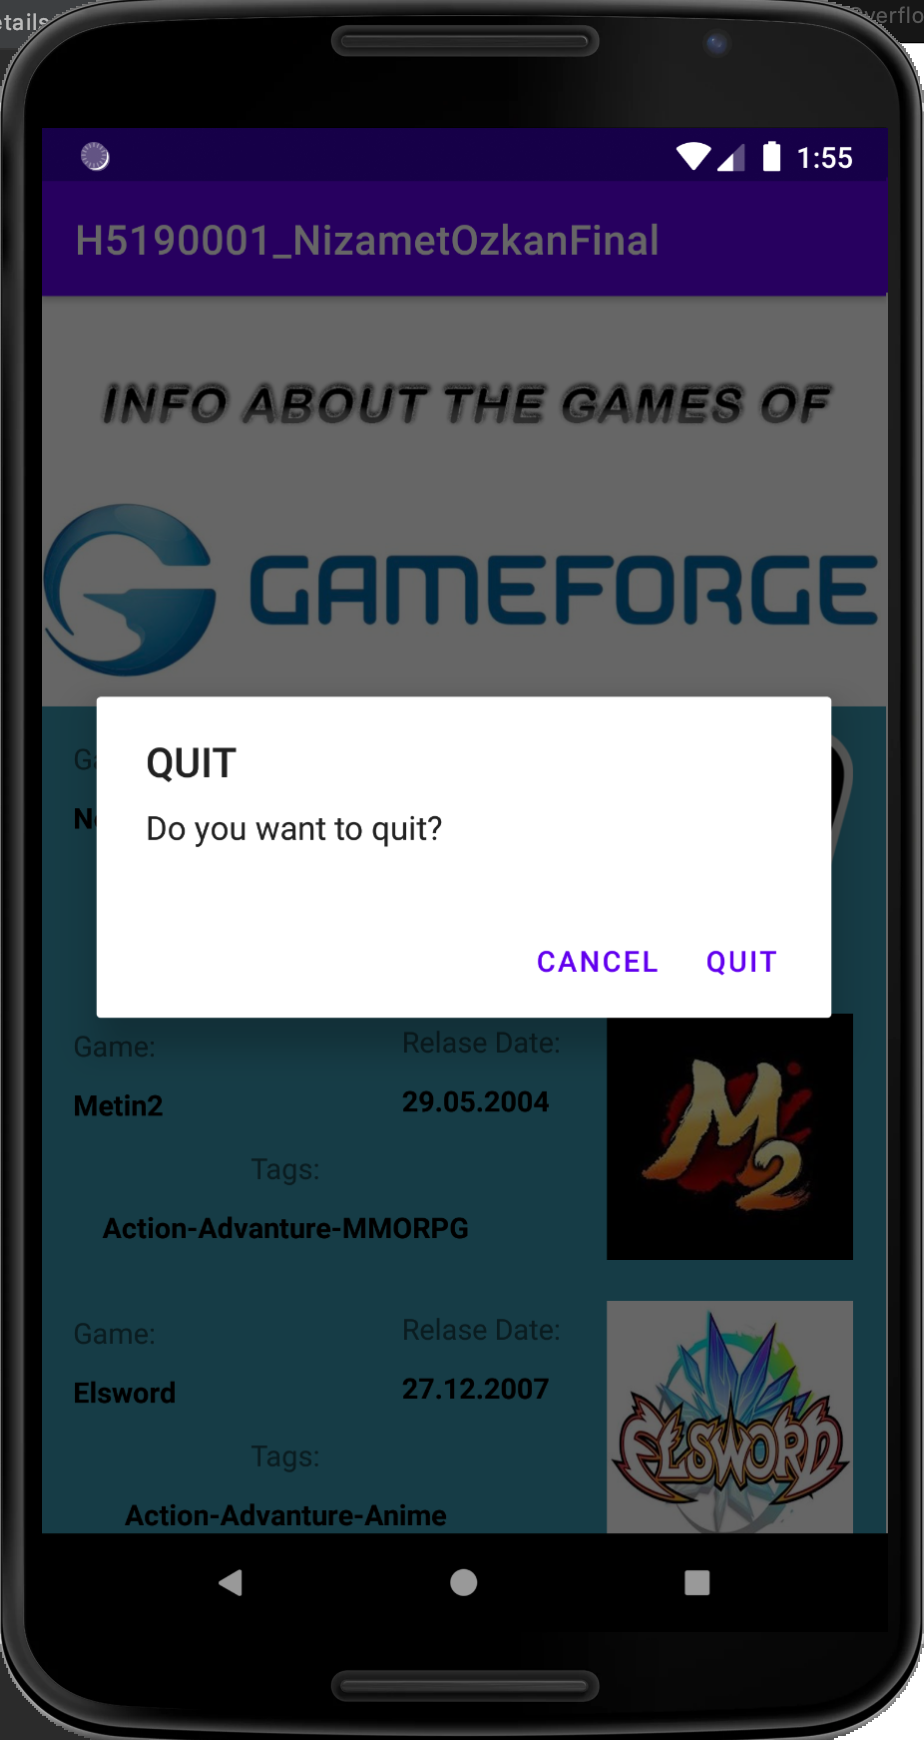 etails
verflo
1:55
H5190001_NizametOzkanFinal
INFO ABOUT THE GAMES OF
GAMEFORGE
QUIT
Do you want to quit?
CANCEL QUIT
Game: Relase Date:
Metin2 29.05.2004
Tags:
Action-Advanture-MMORPG
M2
Game: Relase Date:
Elsword 27.12.2007
Tags:
Action-Advanture-Anime
ELSWORD